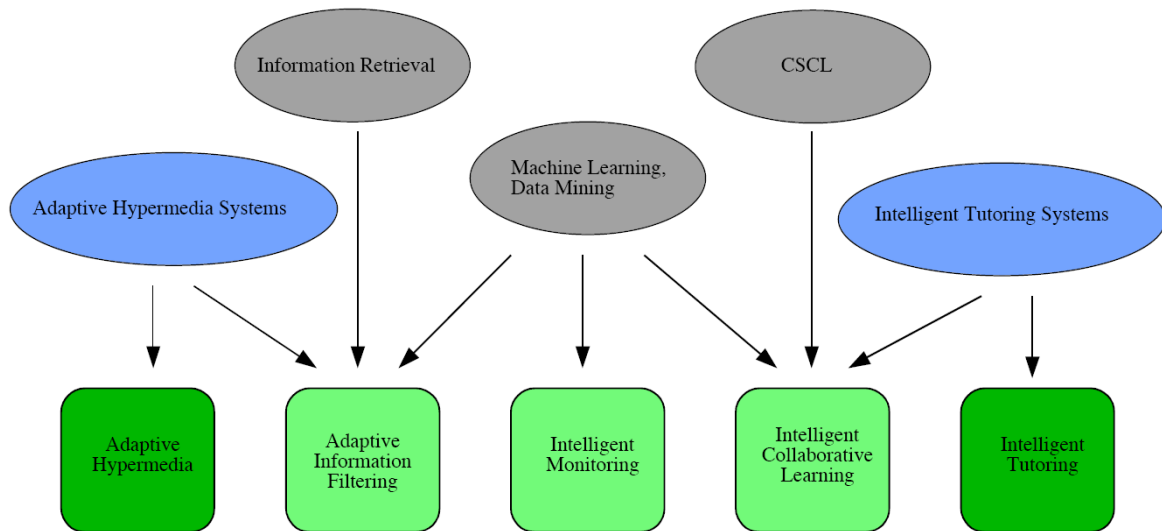 Information Retrieval
CSCL
Machine Learning,
Data Mining
Adaptive Hypermedia Systems
Intelligent Tutoring Systems
Adaptive
Hypermedia
Adaptive
Information
Filtering
Intelligent
Monitoring
Intelligent
Collaborative
Learning
Intelligent
Tutoring